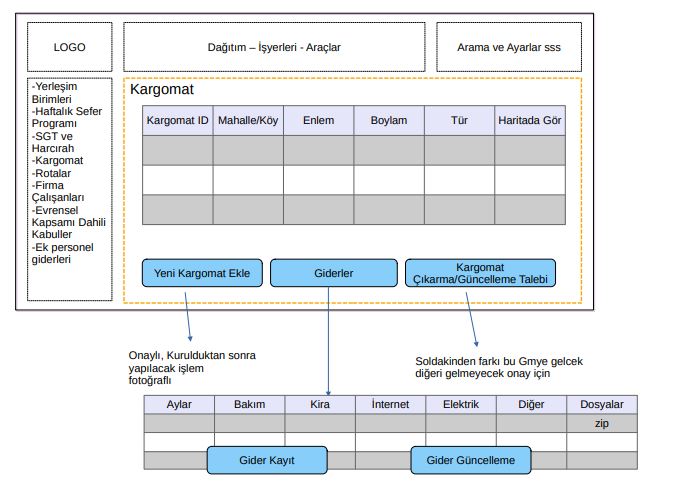 LOGO
Dağıtım – İşyerleri - Araçlar
Arama ve Ayarlar sss
-Yerleşim
Birimleri
-Haftalık Sefer
Programı
-SGT ve
Harcırah
-Kargomat
-Rotalar
-Firma
Çalışanları
-Evrensel
Kapsamı Dahili
Kabuller
-Ek personel
giderleri
Kargomat
Kargomat ID Mahalle/Köy Enlem Boylam Tür Haritada Gör
Yeni Kargomat Ekle
Giderler
Kargomat
Çıkarma/Güncelleme Talebi
Onaylı, Kurulduktan sonra
yapılacak işlem
fotoğraflı
Soldakinden farkı bu Gmye gelcek
diğeri gelmeyecek onay için
Aylar Bakım Kira İnternet Elektrik Diğer Dosyalar
zip
Gider Kayıt
Gider Güncelleme